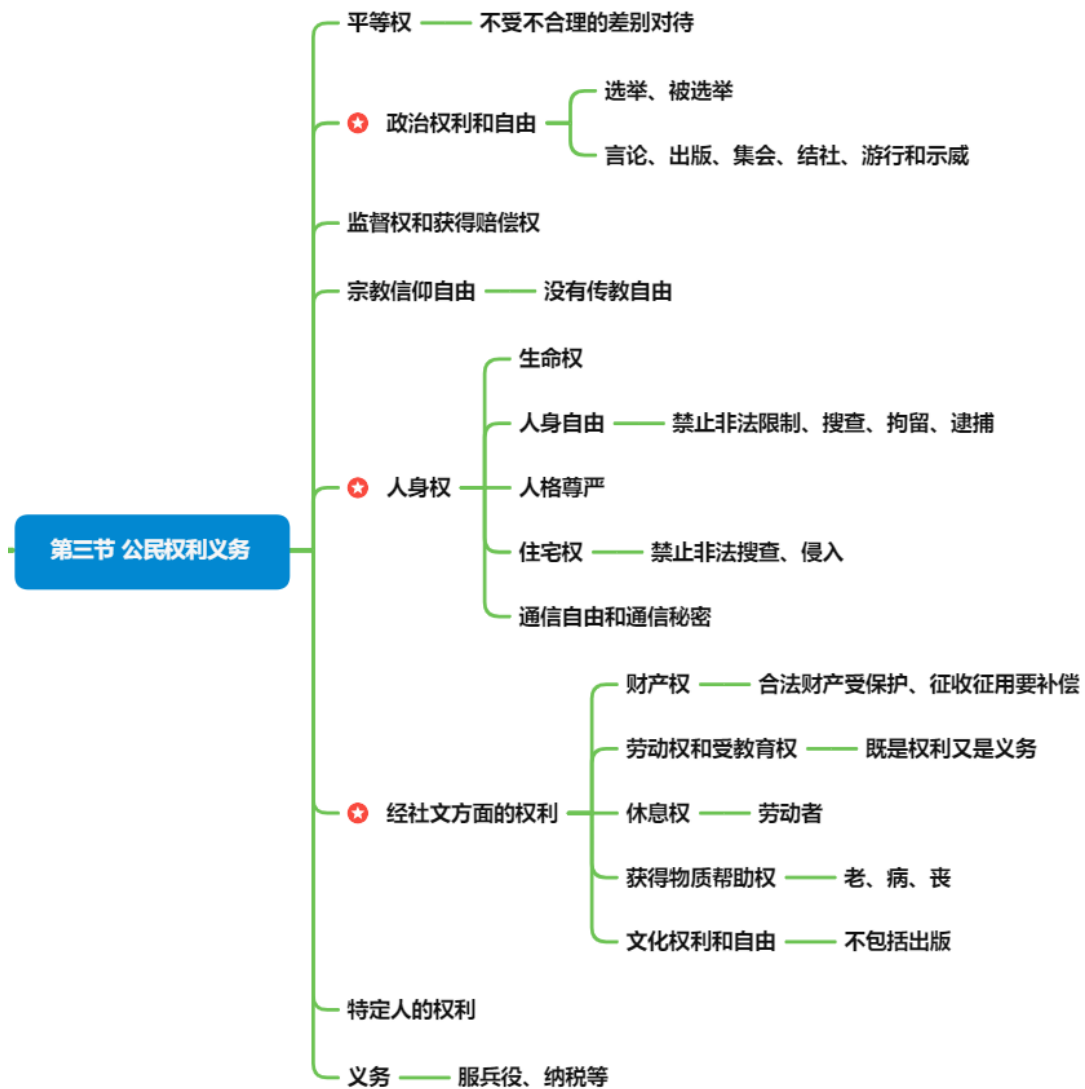 平等权
不受不合理的差别对待
政治权利和自由
选举、被选举
言论、出版、集会、结社、游行和示威
监督权和获得赔偿权
宗教信仰自由
没有传教自由
第三节 公民权利义务
人身权
生命权
人身自由
禁止非法限制、搜查、拘留、逮捕
人格尊严
住宅权
禁止非法搜查、侵入
通信自由和通信秘密
经社文方面的权利
财产权
合法财产受保护、征收征用要补偿
劳动权和受教育权
既是权利又是义务
休息权
劳动者
获得物质帮助权
老、病、丧
文化权利和自由
不包括出版
特定人的权利
义务
服兵役、纳税等